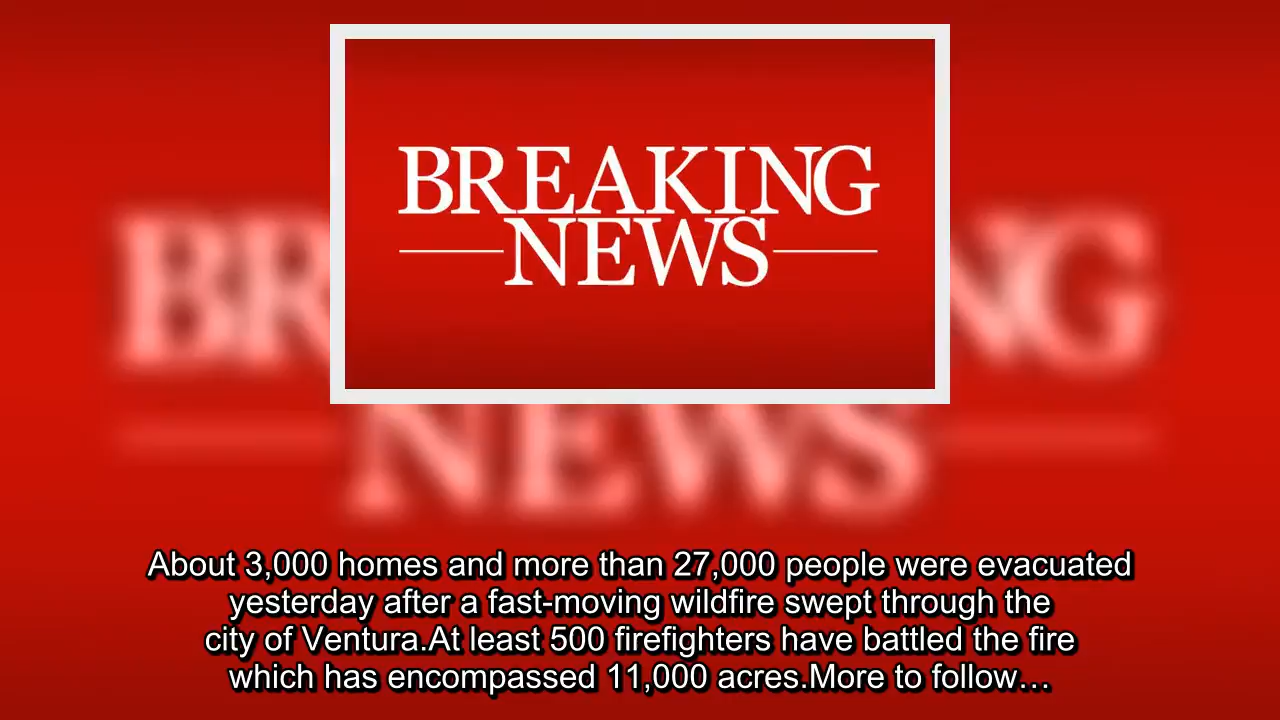 BREAKING
NEWS
About 3,000 homes and more than 27,000 people were evacuated
yesterday after a fast-moving wildfire swept through the
city of Ventura.At least 500 firefighters have battled the fire
which has encompassed 11,000 acres.More to follow…